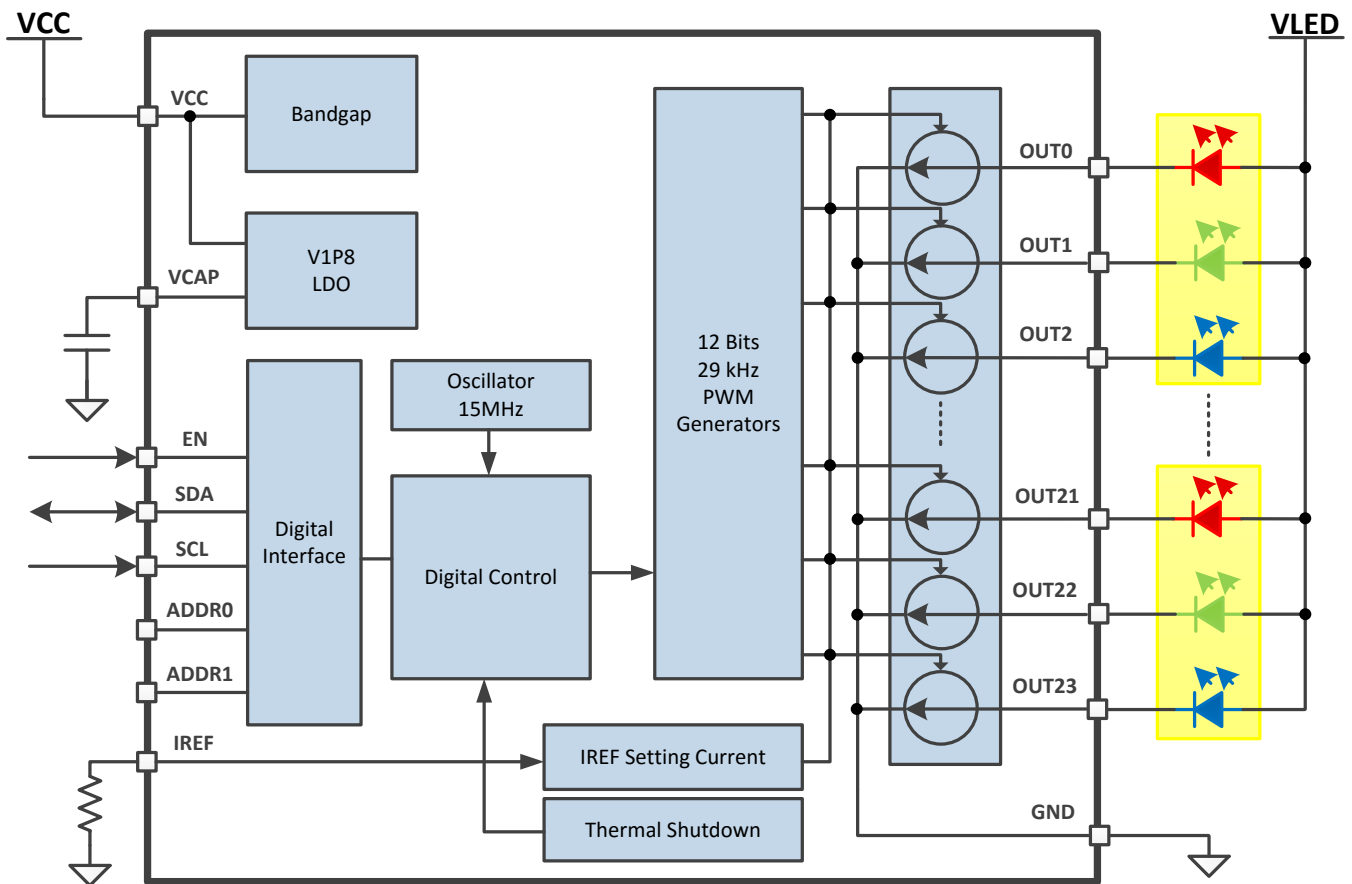 VCC
VLED
VCC
Bandgap
OUT0
V1P8
LDO
OUT1
VCAP
12 Bits
29 kHz
PWM
Generators
OUT2
Oscillator
15MHz
EN
SDA
SCL
ADDR0
ADDR1
Digital
Interface
Digital Control
OUT21
OUT22
OUT23
IREF
IREF Setting Current
Thermal Shutdown
GND